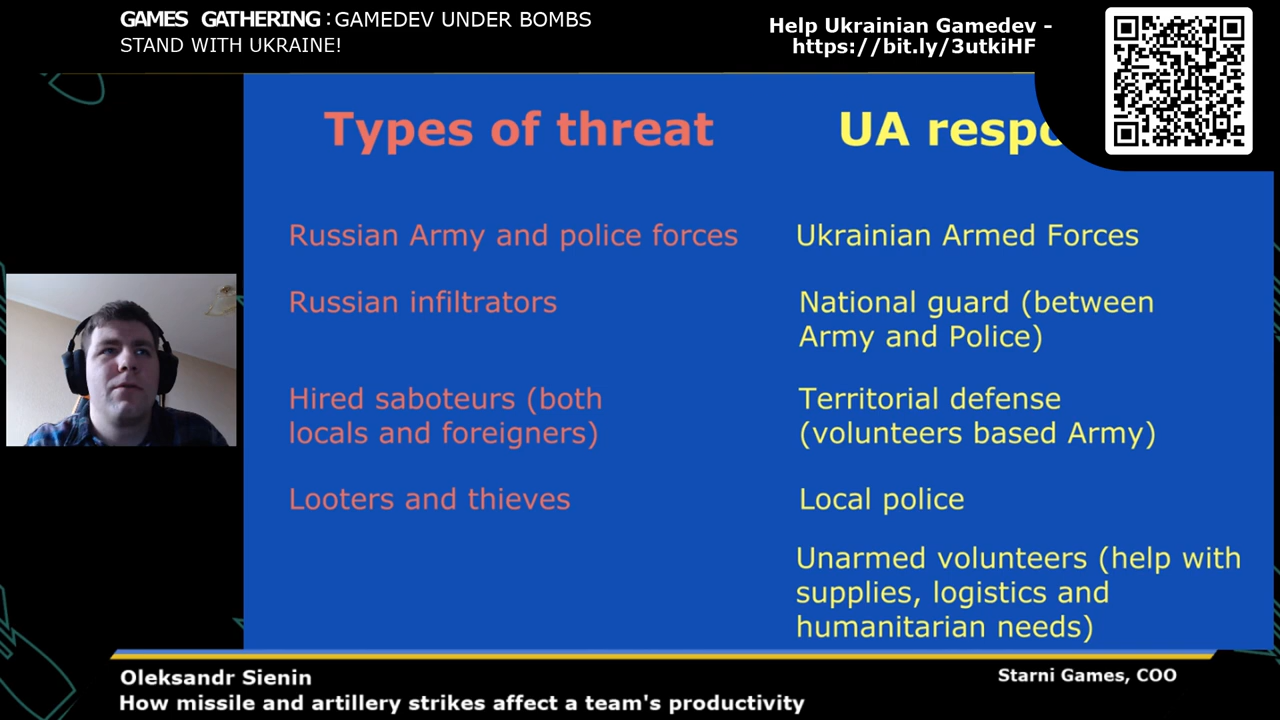 GAMES GATHERING : GAMEDEV UNDER BOMBS
STAND WITH UKRAINE!
Help Ukrainian Gamedev -
https://bit.ly/3utkiHF
Types of threat
Russian Army and police forces
Russian infiltrators
Hired saboteurs (both
locals and foreigners)
Looters and thieves
UA respo
Ukrainian Armed Forces
National guard (between
Army and Police)
Territorial defense
(volunteers based Army)
Local police
Unarmed volunteers (help with
supplies, logistics and
humanitarian needs)
Oleksandr Sienin
How missile and artillery strikes affect a team's productivity
Starni Games, COO